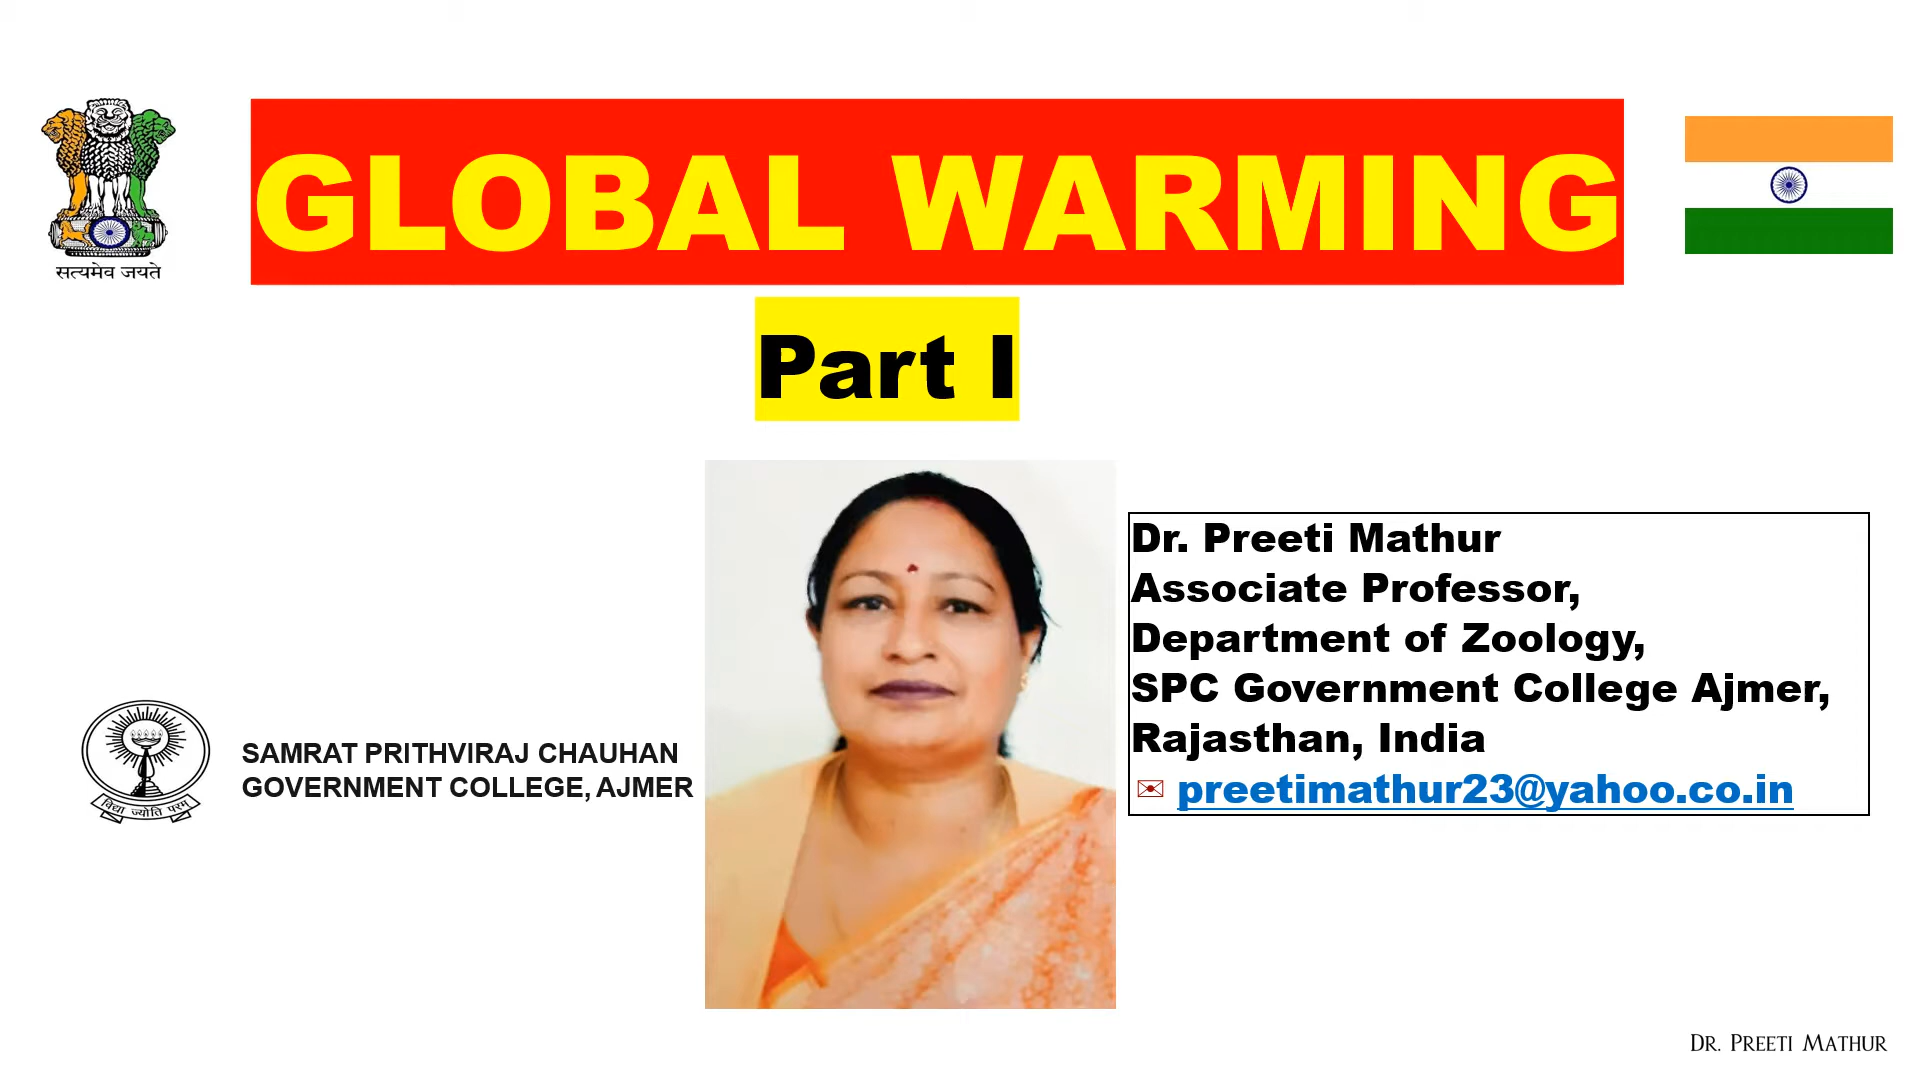 GLOBAL WARMING
सत्यमेव जयते
Part I
Dr. Preeti Mathur
Associate Professor,
Department of Zoology,
SPC Government College Ajmer,
Rajasthan, India
✉ preetimathur23@yahoo.co.in
SAMRAT PRITHVIRAJ CHAUHAN
GOVERNMENT COLLEGE, AJMER
विद्या ज्योति परम्
DR. PREETI MATHUR